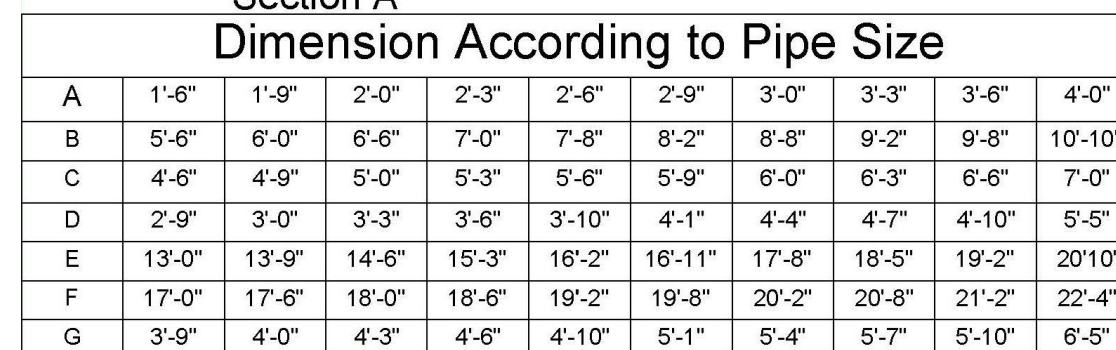 Section A
Dimension According to Pipe Size
A 1'-6" 1'-9" 2'-0" 2'-3" 2'-6" 2'-9" 3'-0" 3'-3" 3'-6" 4'-0"
B 5'-6" 6'-0" 6'-6" 7'-0" 7'-8" 8'-2" 8'-8" 9'-2" 9'-8" 10'-10'
C 4'-6" 4'-9" 5'-0" 5'-3" 5'-6" 5'-9" 6'-0" 6'-3" 6'-6" 7'-0"
D 2'-9" 3'-0" 3'-3" 3'-6" 3'-10" 4'-1" 4'-4" 4'-7" 4'-10" 5'-5"
E 13'-0" 13'-9" 14'-6" 15'-3" 16'-2" 16'-11" 17'-8" 18'-5" 19'-2" 20'10'
F 17'-0" 17'-6" 18'-0" 18'-6" 19'-2" 19'-8" 20'-2" 20'-8" 21'-2" 22'-4"
G 3'-9" 4'-0" 4'-3" 4'-6" 4'-10" 5'-1" 5'-4" 5'-7" 5'-10" 6'-5"